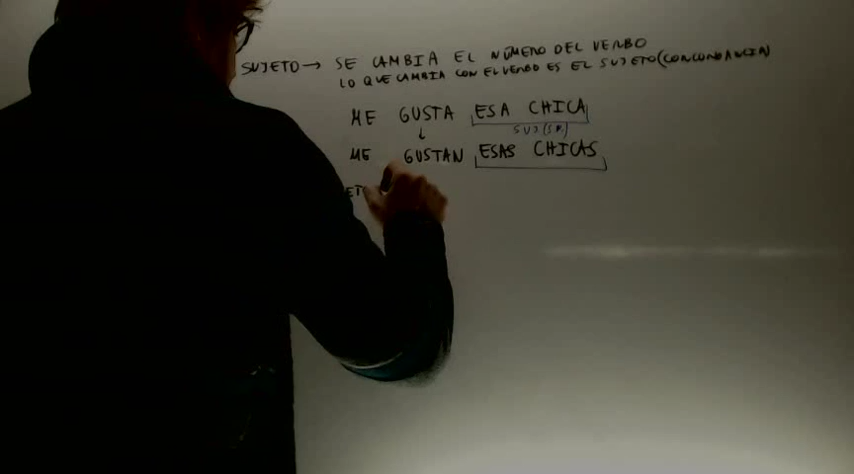 SUJETO → SE CAMBIA EL NÚMERO DEL VERBO
LO QUE CAMBIA CON EL VERBO ES EL SUJETO (CONCORDANCIA)
ME GUSTA ESA CHICA
SUJ (SP.)
ME GUSTAN ESAS CHICAS
ET